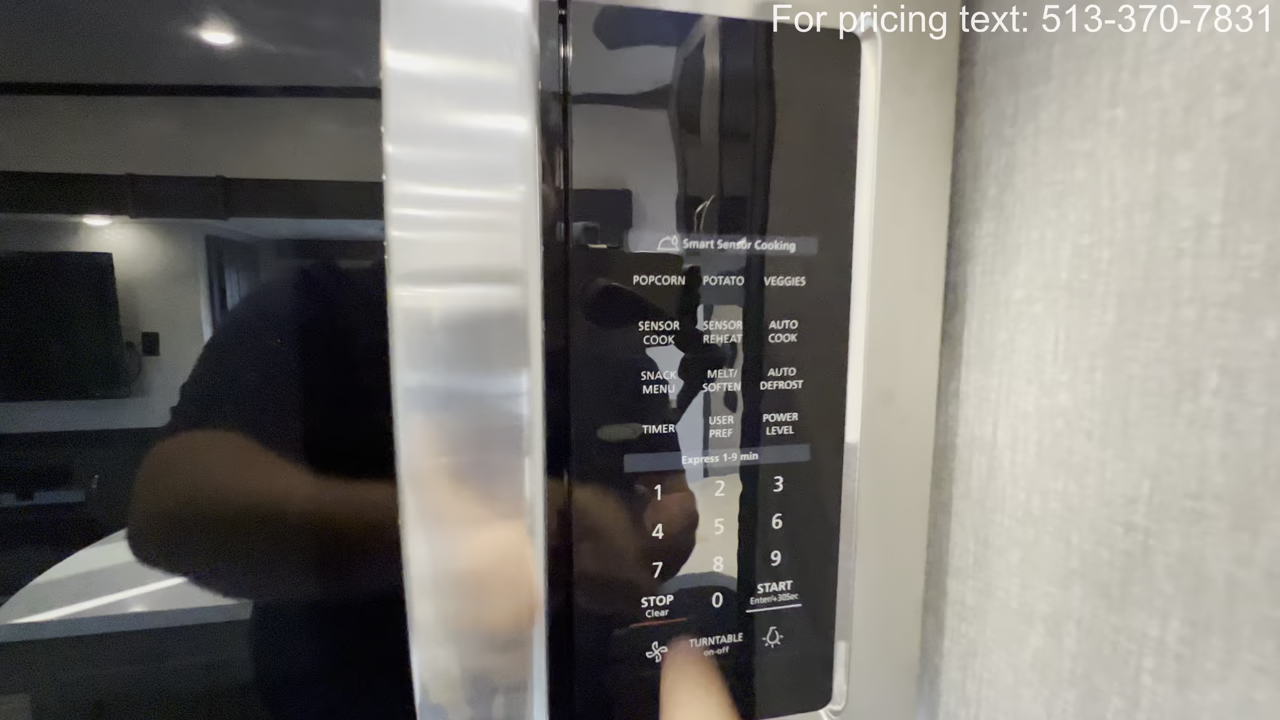 For pricing text: 513-370-7831
Smart Sensor Cooking
POPCORN POTATO VEGGIES
SENSOR COOK SENSOR REHEAT AUTO COOK
SNACK MENU MELT/ SOFTEN AUTO DEFROST
TIMER USER PREF POWER LEVEL
Express 1-9 min
1 2 3
4 5 6
7 8 9
STOP Clear 0 START Enter/+30Sec
TURNTABLE on-off